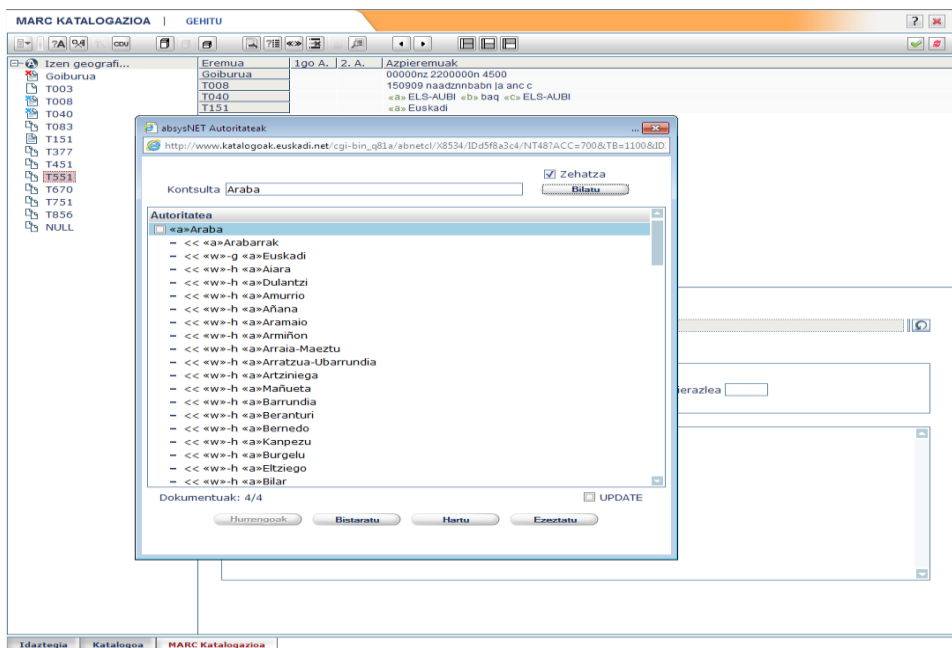 MARC KATALOGAZIOA | GEHITU
?A CDU
Izen geografi...
Goiburua
T003
T008
T040
T083
T151
T377
T451
T551
T670
T751
T856
NULL
Eremua 1go A. 2. A. Azpieremuak
Goiburua 00000nz 2200000n 4500
T008 150909 naadznnbabn |a anc c
T040 «a» ELS-AUBI «b» baq «c» ELS-AUBI
T151 «a» Euskadi
absysNET Autoritateak ...
http://www.katalogoak.euskadi.net/cgi-bin_q81a/abnetcl/X8534/IDd5f8a3c4/NT48?ACC=700&TB=1100&ID
Zehatza
Kontsulta Araba Bilatu
Autoritatea
«a»Araba
– << «a»Arabarrak
– << «w»-g «a»Euskadi
– << «w»-h «a»Aiara
– << «w»-h «a»Dulantzi
– << «w»-h «a»Amurrio
– << «w»-h «a»Añana
– << «w»-h «a»Aramaio
– << «w»-h «a»Armiñon
– << «w»-h «a»Arraia-Maeztu
– << «w»-h «a»Arratzua-Ubarrundia
– << «w»-h «a»Artziniega
– << «w»-h «a»Mañueta
– << «w»-h «a»Barrundia
– << «w»-h «a»Beranturi
– << «w»-h «a»Bernedo
– << «w»-h «a»Kanpezu
– << «w»-h «a»Burgelu
– << «w»-h «a»Eltziego
– << «w»-h «a»Bilar
Dokumentuak: 4/4 UPDATE
Hurrengoak Bistaratu Hartu Ezeztatu
ierazlea
Idaztegia Katalogoa MARC Katalogazioa